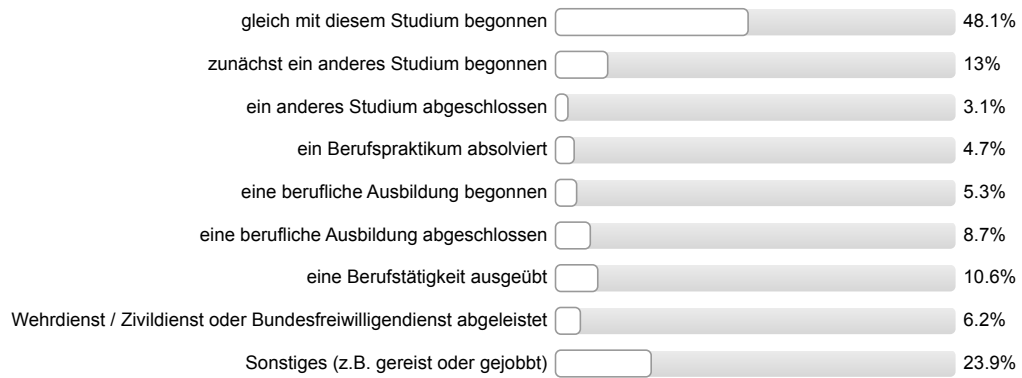 gleich mit diesem Studium begonnen 48.1%
zunächst ein anderes Studium begonnen 13%
ein anderes Studium abgeschlossen 3.1%
ein Berufspraktikum absolviert 4.7%
eine berufliche Ausbildung begonnen 5.3%
eine berufliche Ausbildung abgeschlossen 8.7%
eine Berufstätigkeit ausgeübt 10.6%
Wehrdienst / Zivildienst oder Bundesfreiwilligendienst abgeleistet 6.2%
Sonstiges (z.B. gereist oder gejobbt) 23.9%